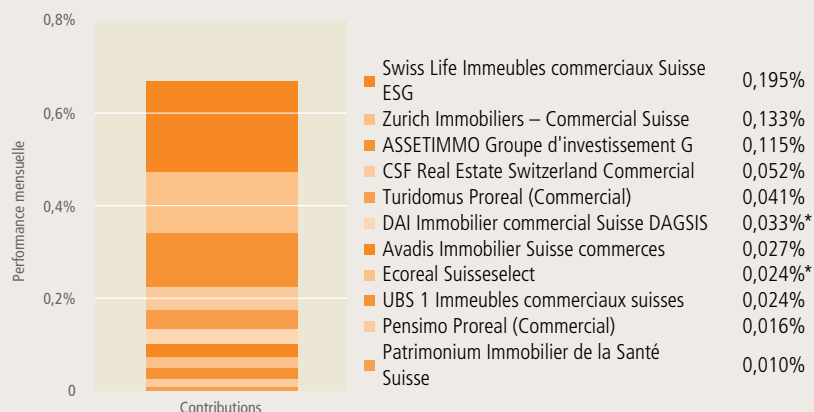 0,8%
0,6%
0,4%
0,2%
0
Performance mensuelle
Contributions
Swiss Life Immeubles commerciaux Suisse
ESG 0,195%
Zurich Immobiliers – Commercial Suisse 0,133%
ASSETIMMO Groupe d'investissement G 0,115%
CSF Real Estate Switzerland Commercial 0,052%
Turidomus Proreal (Commercial) 0,041%
DAI Immobilier commercial Suisse DAGSIS 0,033%*
Avadis Immobilier Suisse commerces 0,027%
Ecoreal Suisseselect 0,024%*
UBS 1 Immeubles commerciaux suisses 0,024%
Pensimo Proreal (Commercial) 0,016%
Patrimonium Immobilier de la Santé
Suisse 0,010%